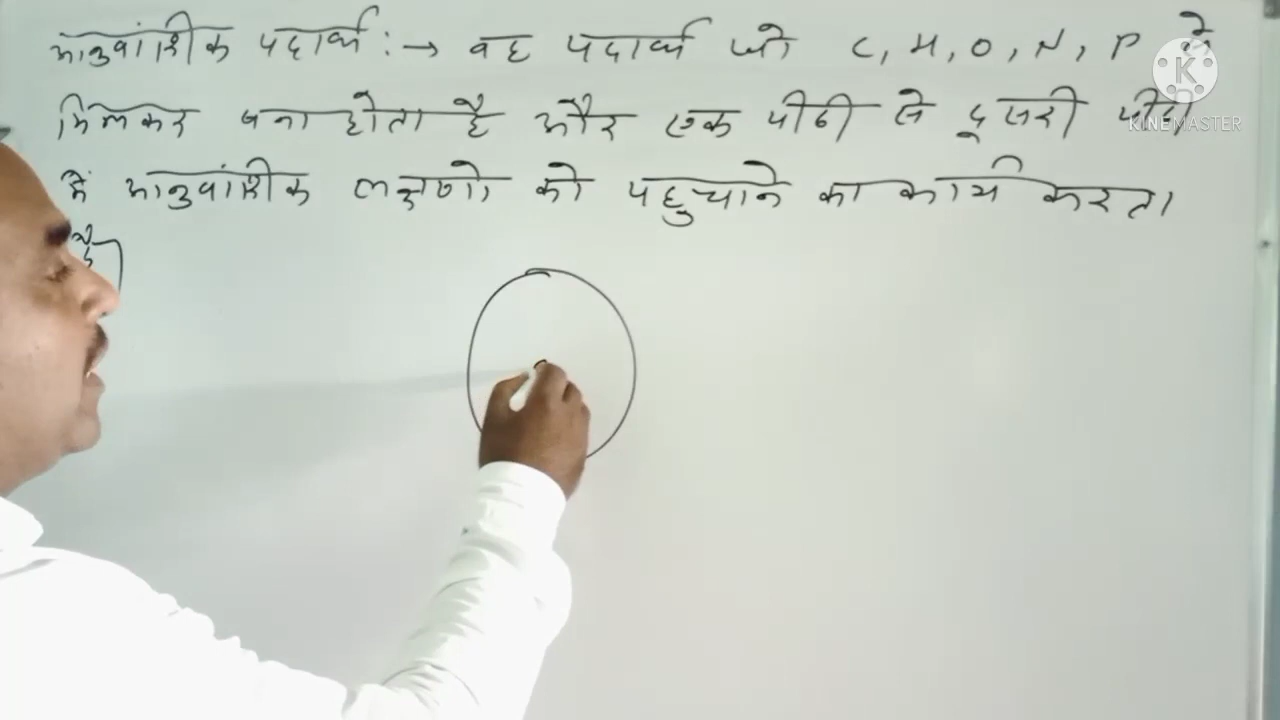 आनुवांशिक पदार्थ :→ वह पदार्थ जो C, H, O, N, P से
मिलकर बना होता है और एक पीढी से दूसरी पीढी
में आनुवांशिक लक्षणो को पहुचाने का कार्य करता
है
KINEMASTER